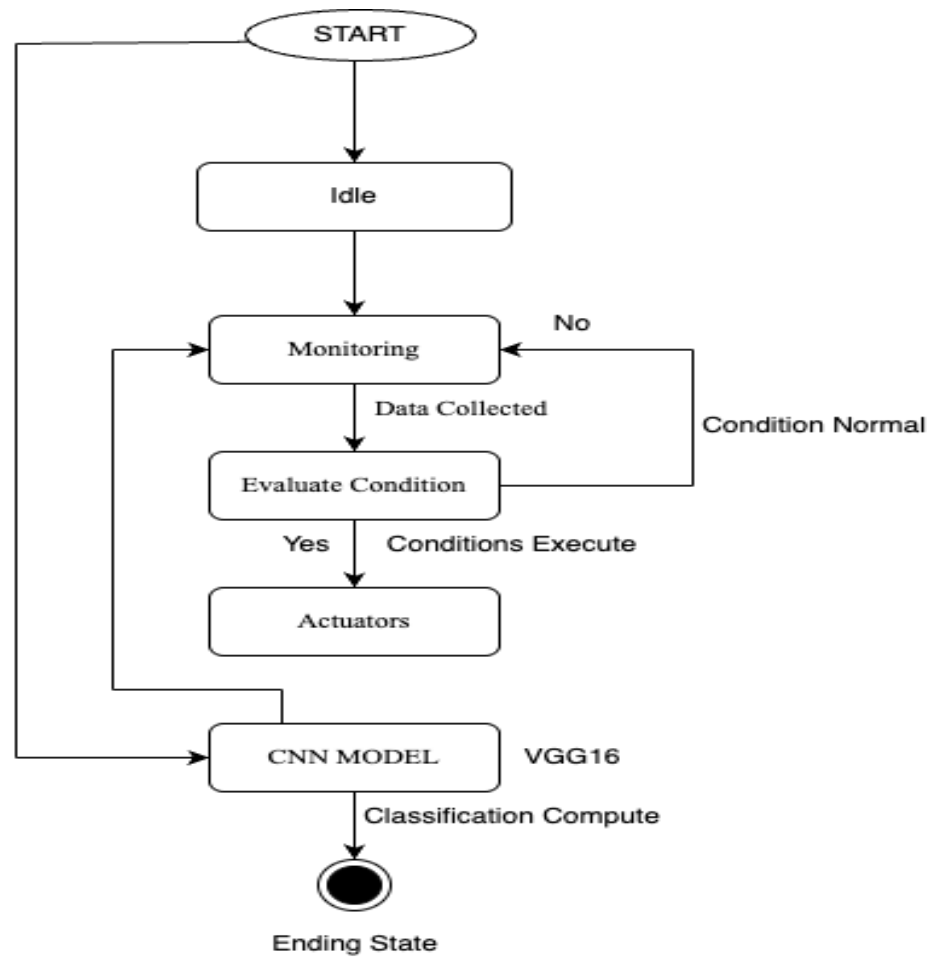 START
Idle
No
Monitoring
Data Collected
Condition Normal
Evaluate Condition
Yes
Conditions Execute
Actuators
CNN MODEL
VGG16
Classification Compute
Ending State